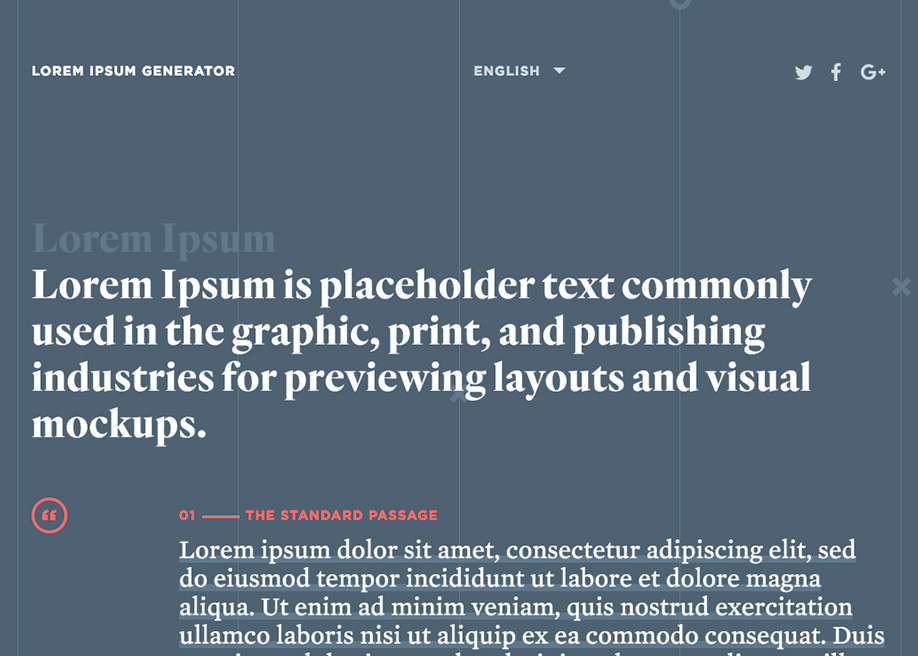 LOREM IPSUM GENERATOR
ENGLISH
G+
Lorem Ipsum
Lorem Ipsum is placeholder text commonly
used in the graphic, print, and publishing
industries for previewing layouts and visual
mockups.
01 — THE STANDARD PASSAGE
Lorem ipsum dolor sit amet, consectetur adipiscing elit, sed
do eiusmod tempor incididunt ut labore et dolore magna
aliqua. Ut enim ad minim veniam, quis nostrud exercitation
ullamco laboris nisi ut aliquip ex ea commodo consequat. Duis